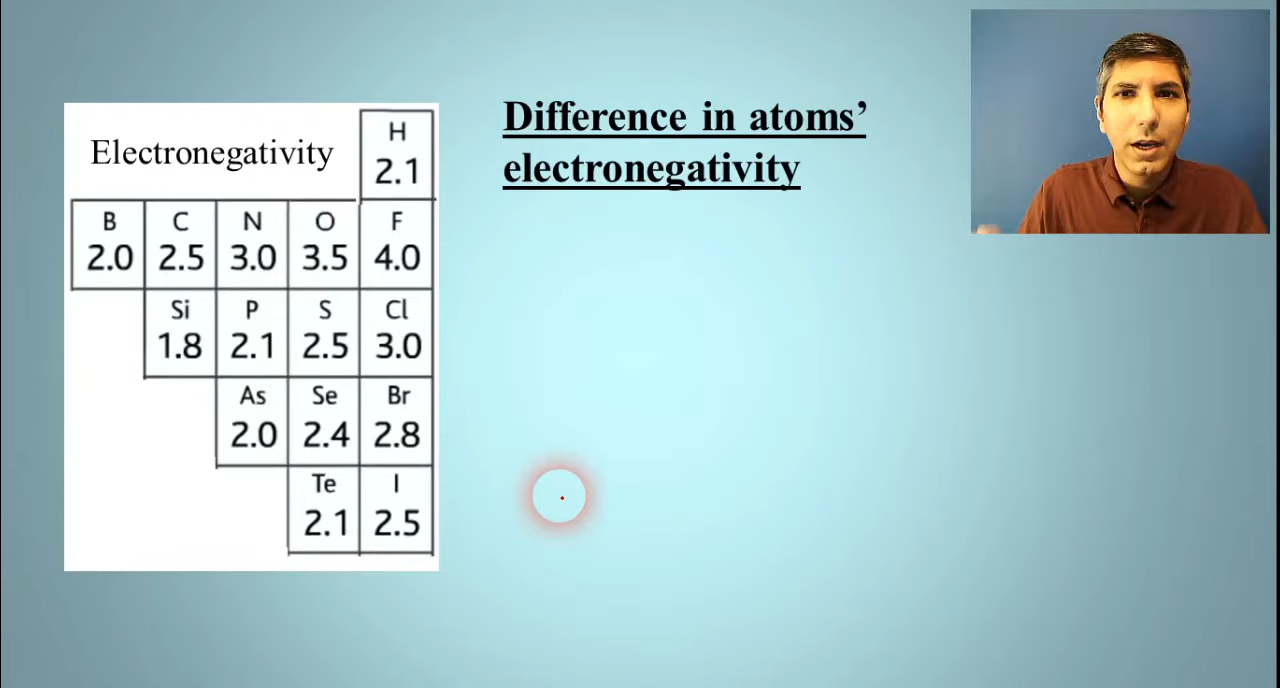 Electronegativity
H
2.1
B C N O F
2.0 2.5 3.0 3.5 4.0
Si P S Cl
1.8 2.1 2.5 3.0
As Se Br
2.0 2.4 2.8
Te I
2.1 2.5
Difference in atoms’
electronegativity